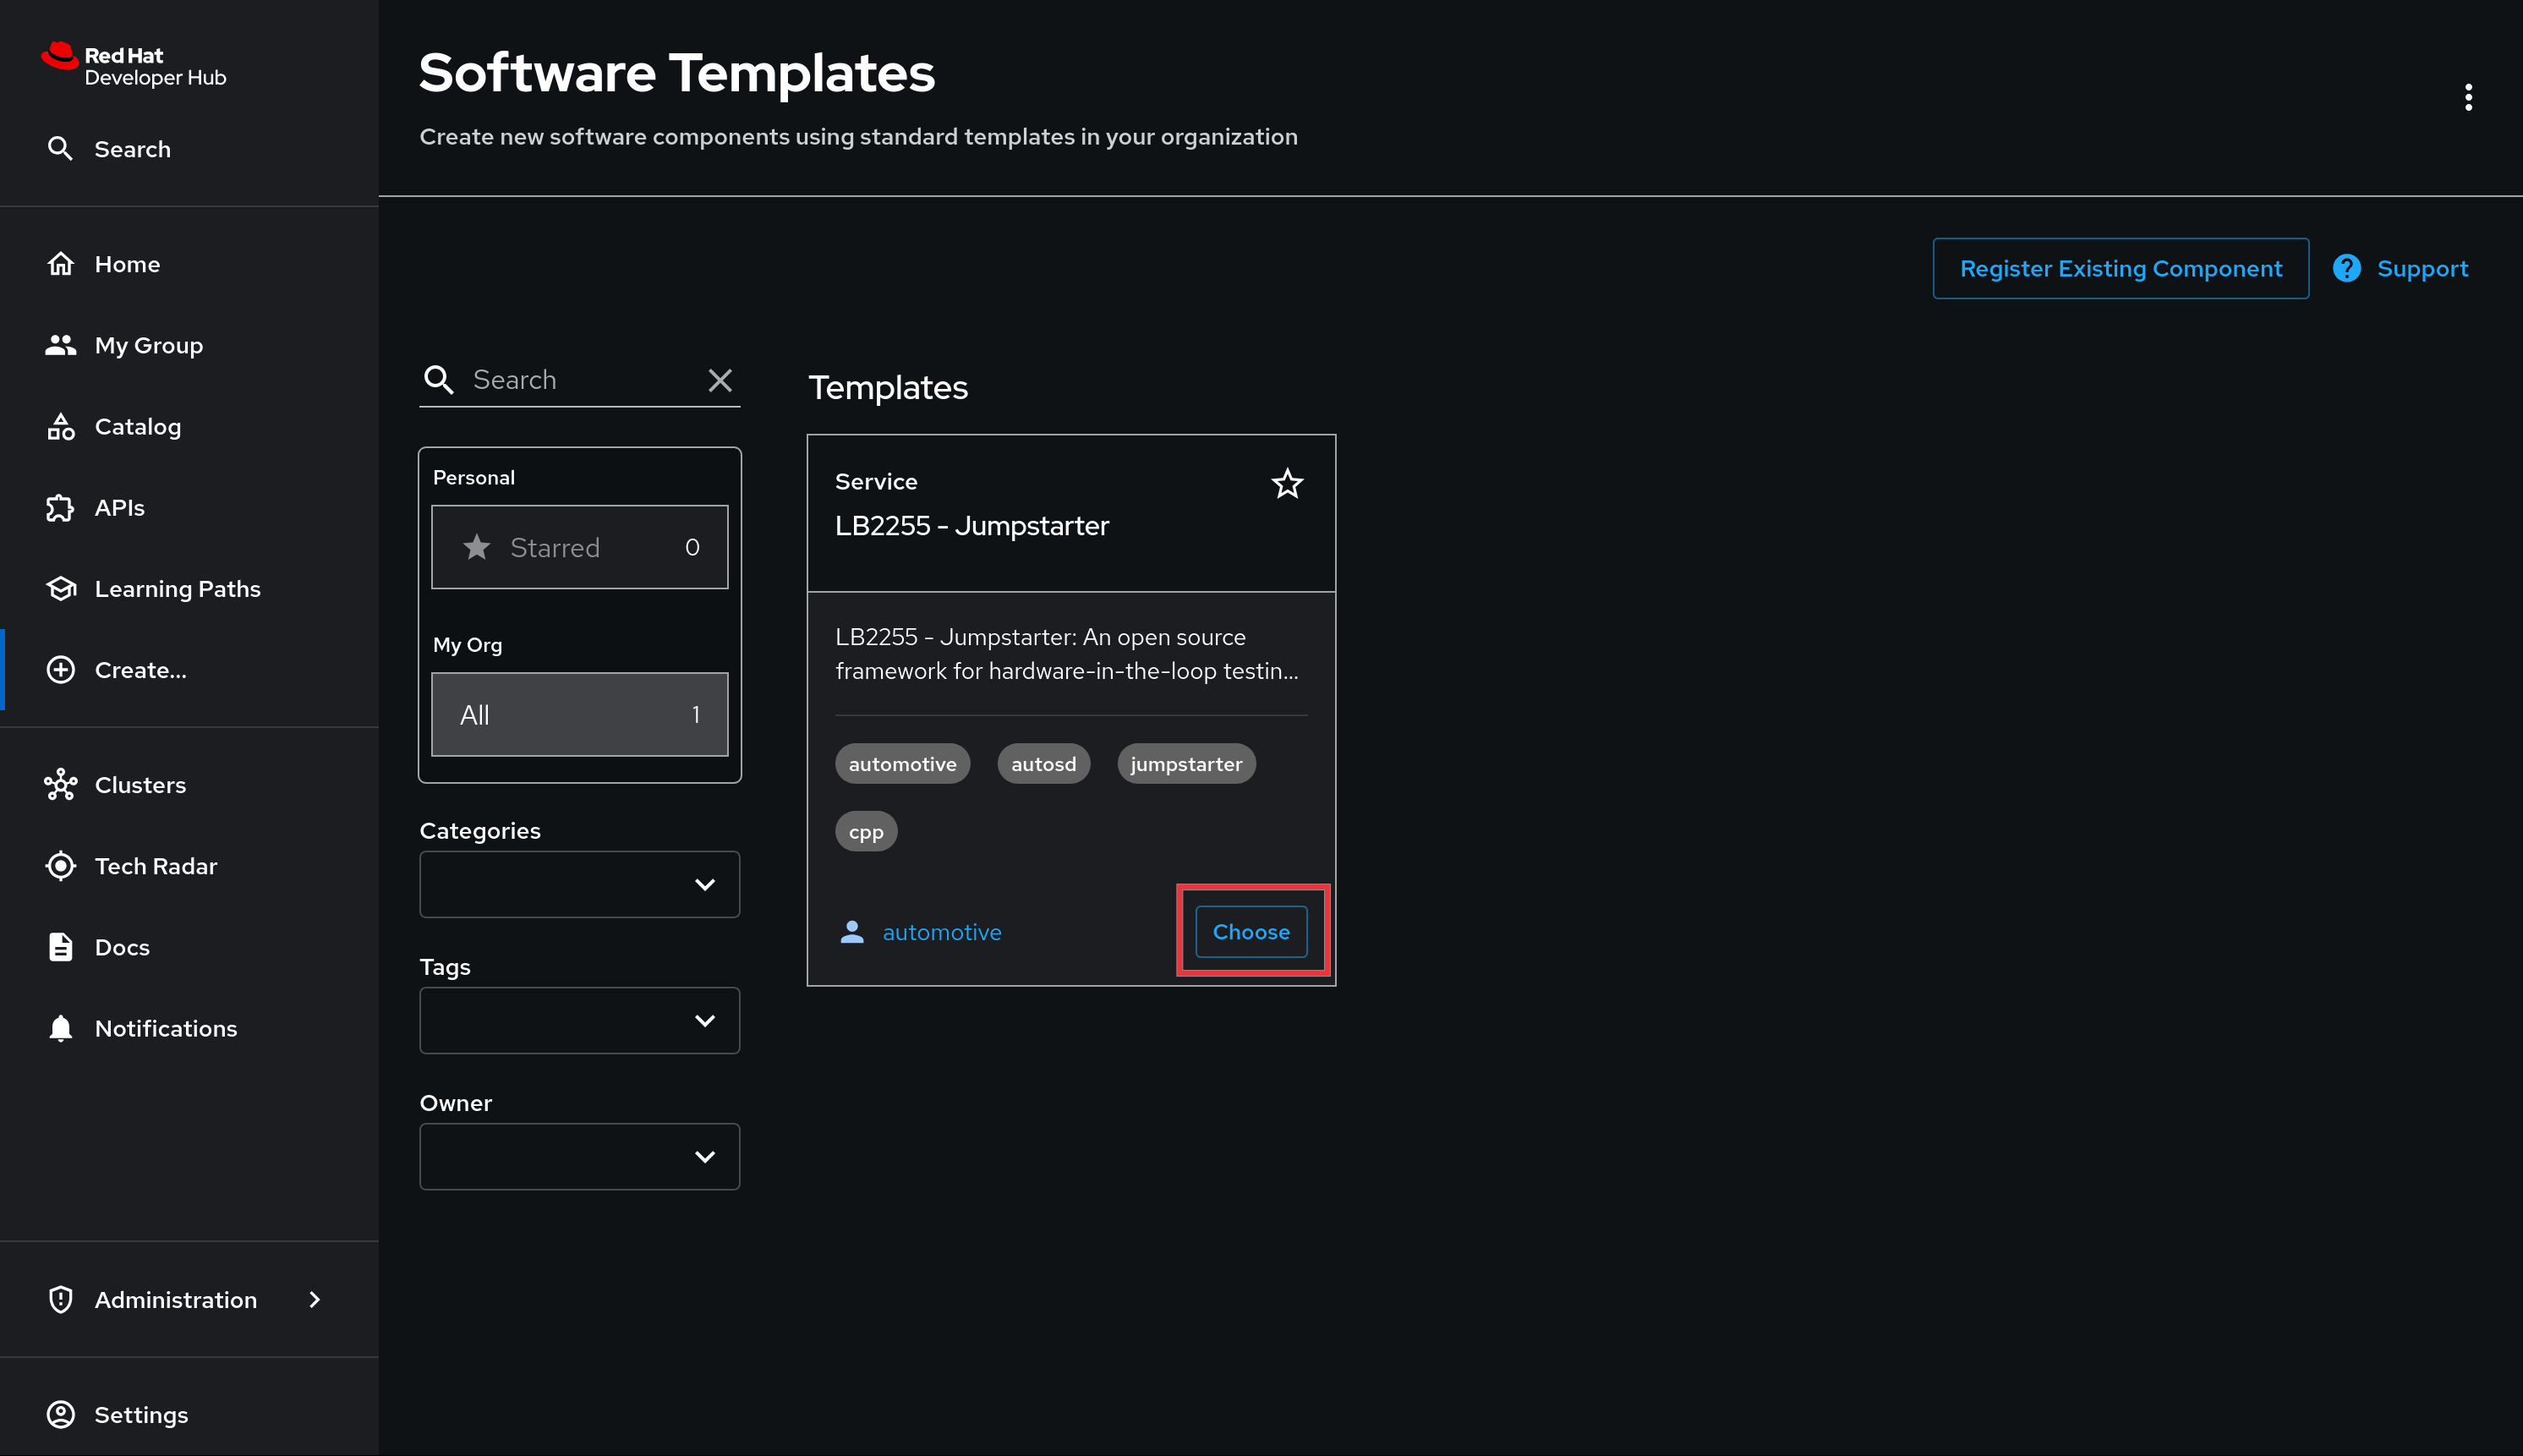 Red Hat
Developer Hub
Search
Home
My Group
Catalog
APIs
Learning Paths
Create...
Clusters
Tech Radar
Docs
Notifications
Administration
Settings
Software Templates
Create new software components using standard templates in your organization
Register Existing Component
Support
Search
Personal
Starred 0
My Org
All 1
Categories
Tags
Owner
Templates
Service
LB2255 - Jumpstarter
LB2255 - Jumpstarter: An open source
framework for hardware-in-the-loop testin...
automotive autosd jumpstarter
cpp
automotive
Choose